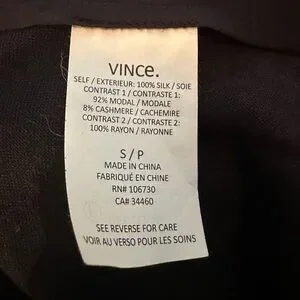 VINCE.
SELF / EXTERIEUR: 100% SILK / SOIE
CONTRAST 1 / CONTRASTE 1:
92% MODAL / MODALE
8% CASHMERE / CACHEMIRE
CONTRAST 2 / CONTRASTE 2:
100% RAYON / RAYONNE
S / P
MADE IN CHINA
FABRIQUÉ EN CHINE
RN# 106730
CA# 34460
SEE REVERSE FOR CARE
VOIR AU VERSO POUR LES SOINS